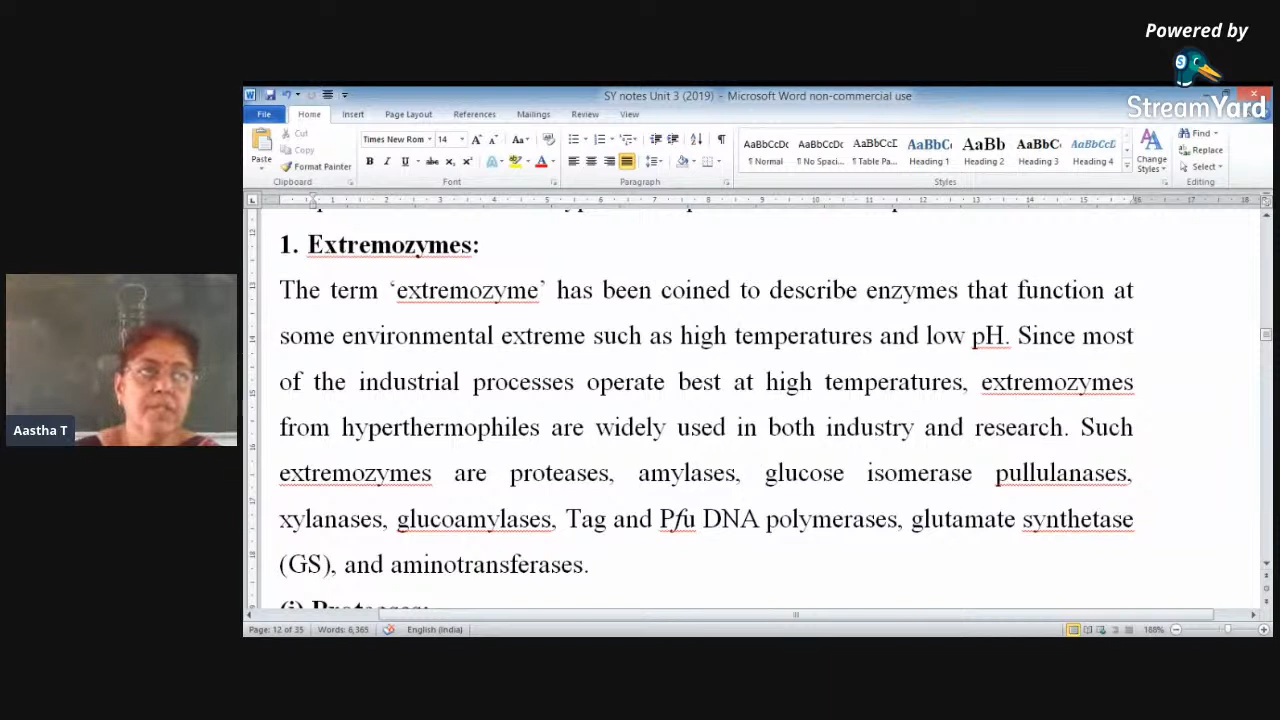 Powered by
StreamYard
SY notes Unit 3 (2019) - Microsoft Word non-commercial use
File Home Insert Page Layout References Mailings Review View
Cut
Copy
Paste
Format Painter
Clipboard
Times New Rom 14
Font
Paragraph
AaBbCcDc AaBbCcDc AaBbCcD AaBbC AaBb AaBbC AaBbCcD
¶ Normal ¶ No Spaci... ¶ Table Pa... Heading 1 Heading 2 Heading 3 Heading 4
Styles
Change Styles
Find
Replace
Select
Editing
1. Extremozymes:
The term ‘extremozyme’ has been coined to describe enzymes that function at
some environmental extreme such as high temperatures and low pH. Since most
of the industrial processes operate best at high temperatures, extremozymes
from hyperthermophiles are widely used in both industry and research. Such
extremozymes are proteases, amylases, glucose isomerase pullulanases,
xylanases, glucoamylases, Tag and Pfu DNA polymerases, glutamate synthetase
(GS), and aminotransferases.
(i) Proteases:
Aastha T
Page: 12 of 35 Words: 6,365 English (India) 188%